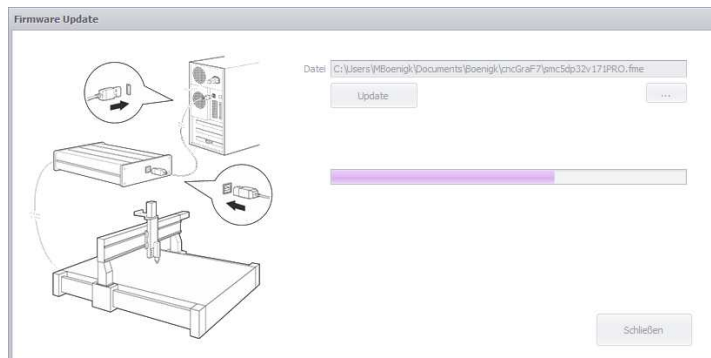 Firmware Update
Datei C:\Users\MBoenigk\Documents\Boenigk\cncGraF7\smc5dp32v171PRO.fme
Update ...
Schließen